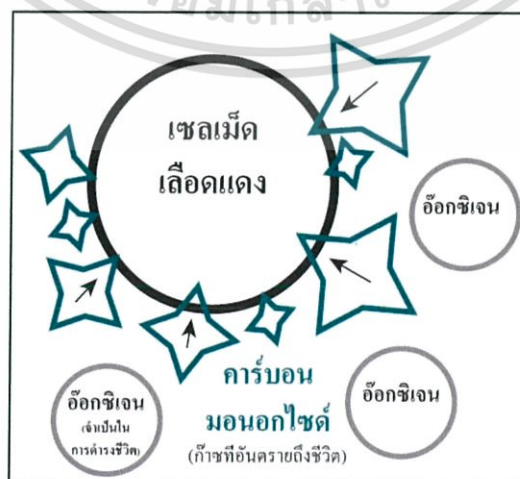 เซลเม็ด
เลือดแดง
อ๊อกซิเจน
อ๊อกซิเจน
อ๊อกซิเจน
(จำเป็นใน
การดำรงชีวิต)
คาร์บอน
มอนอกไซด์
(ก๊าซที่อันตรายถึงชีวิต)